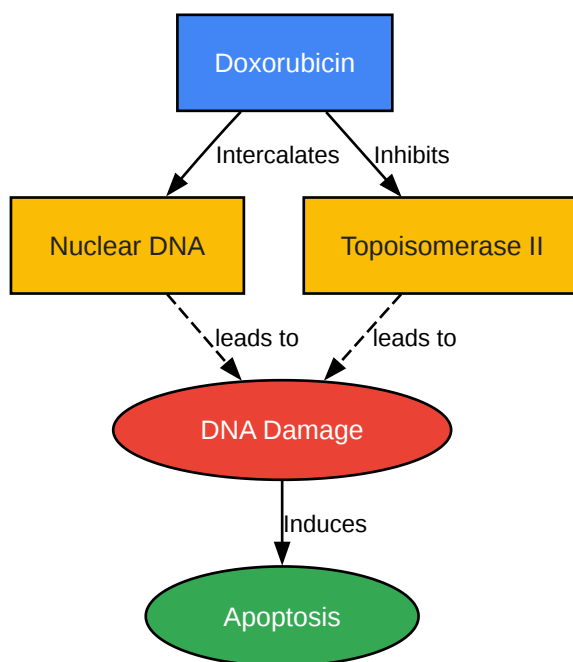 Doxorubicin
Intercalates
Inhibits
Nuclear DNA
Topoisomerase II
leads to
leads to
DNA Damage
Induces
Apoptosis